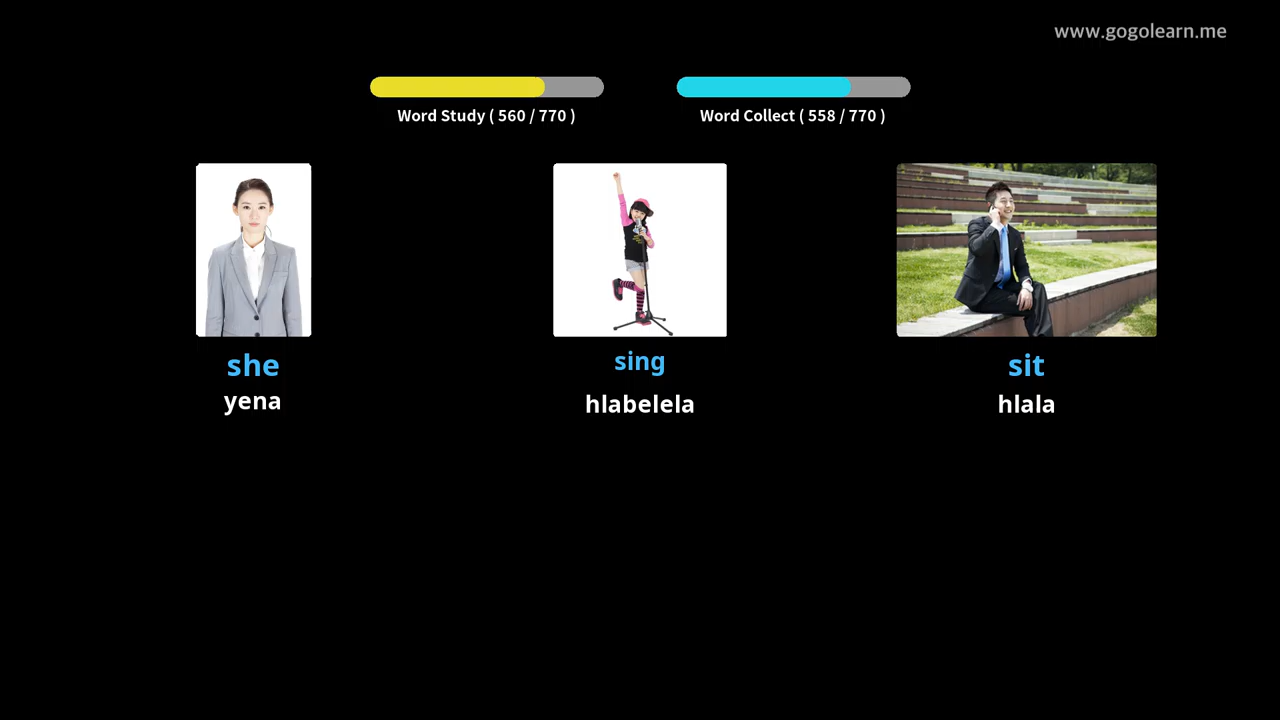 www.gogolearn.me
Word Study ( 560 / 770 )
Word Collect ( 558 / 770 )
she
yena
sing
hlabelela
sit
hlala